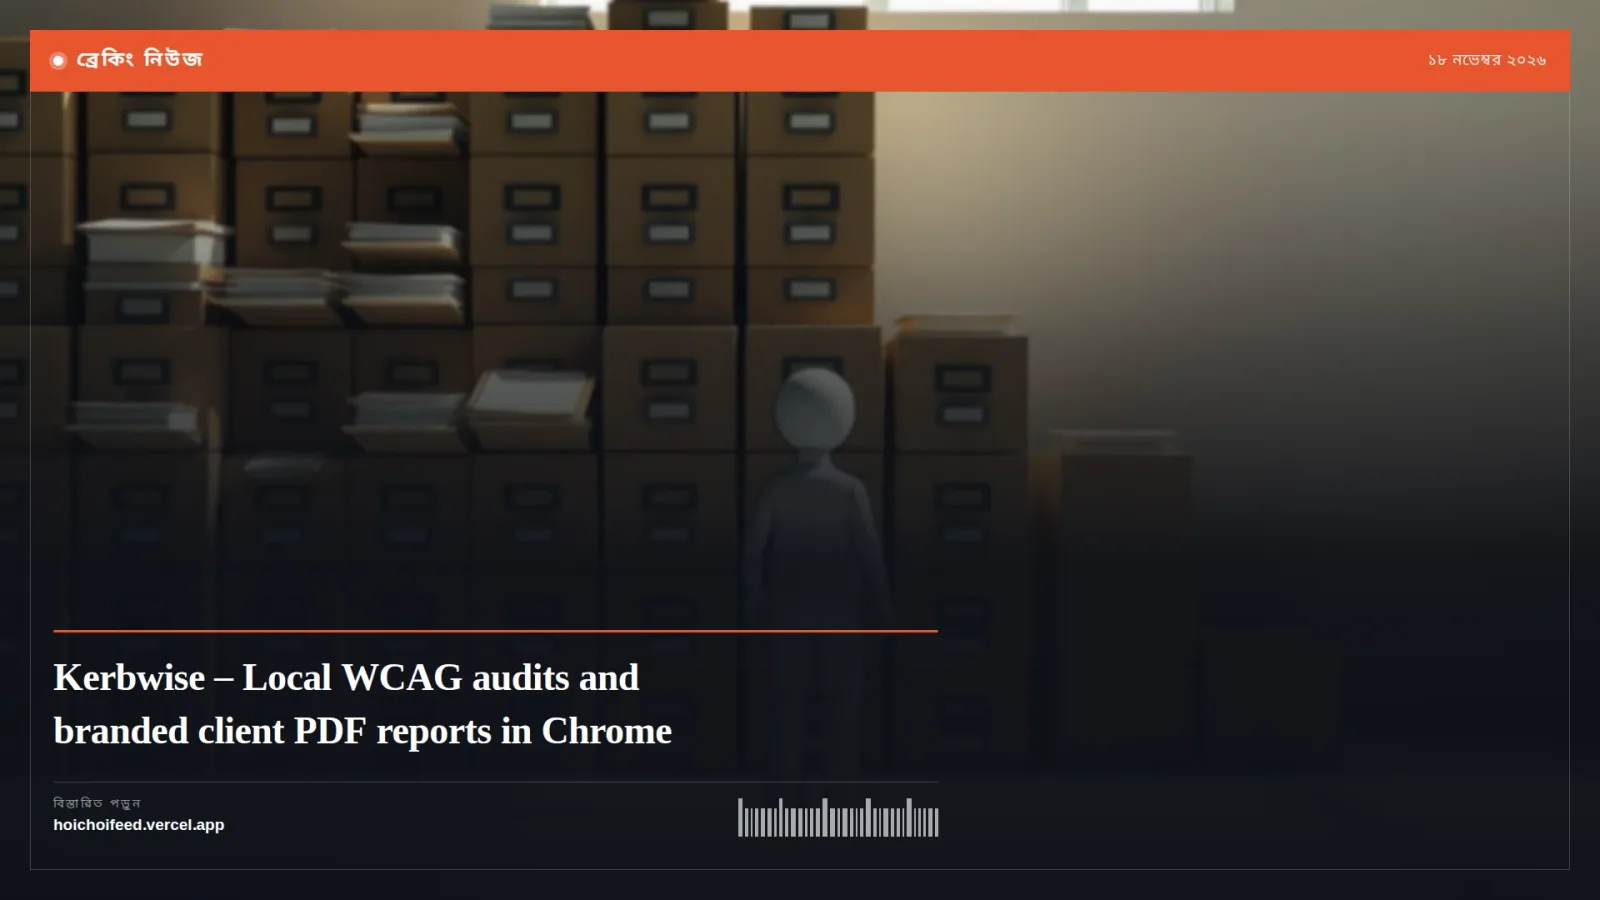 ব্রেকিং নিউজ
১৮ নভেম্বর ২০২৬
Kerbwise – Local WCAG audits and
branded client PDF reports in Chrome
বিস্তারিত পড়ুন
hoichoifeed.vercel.app